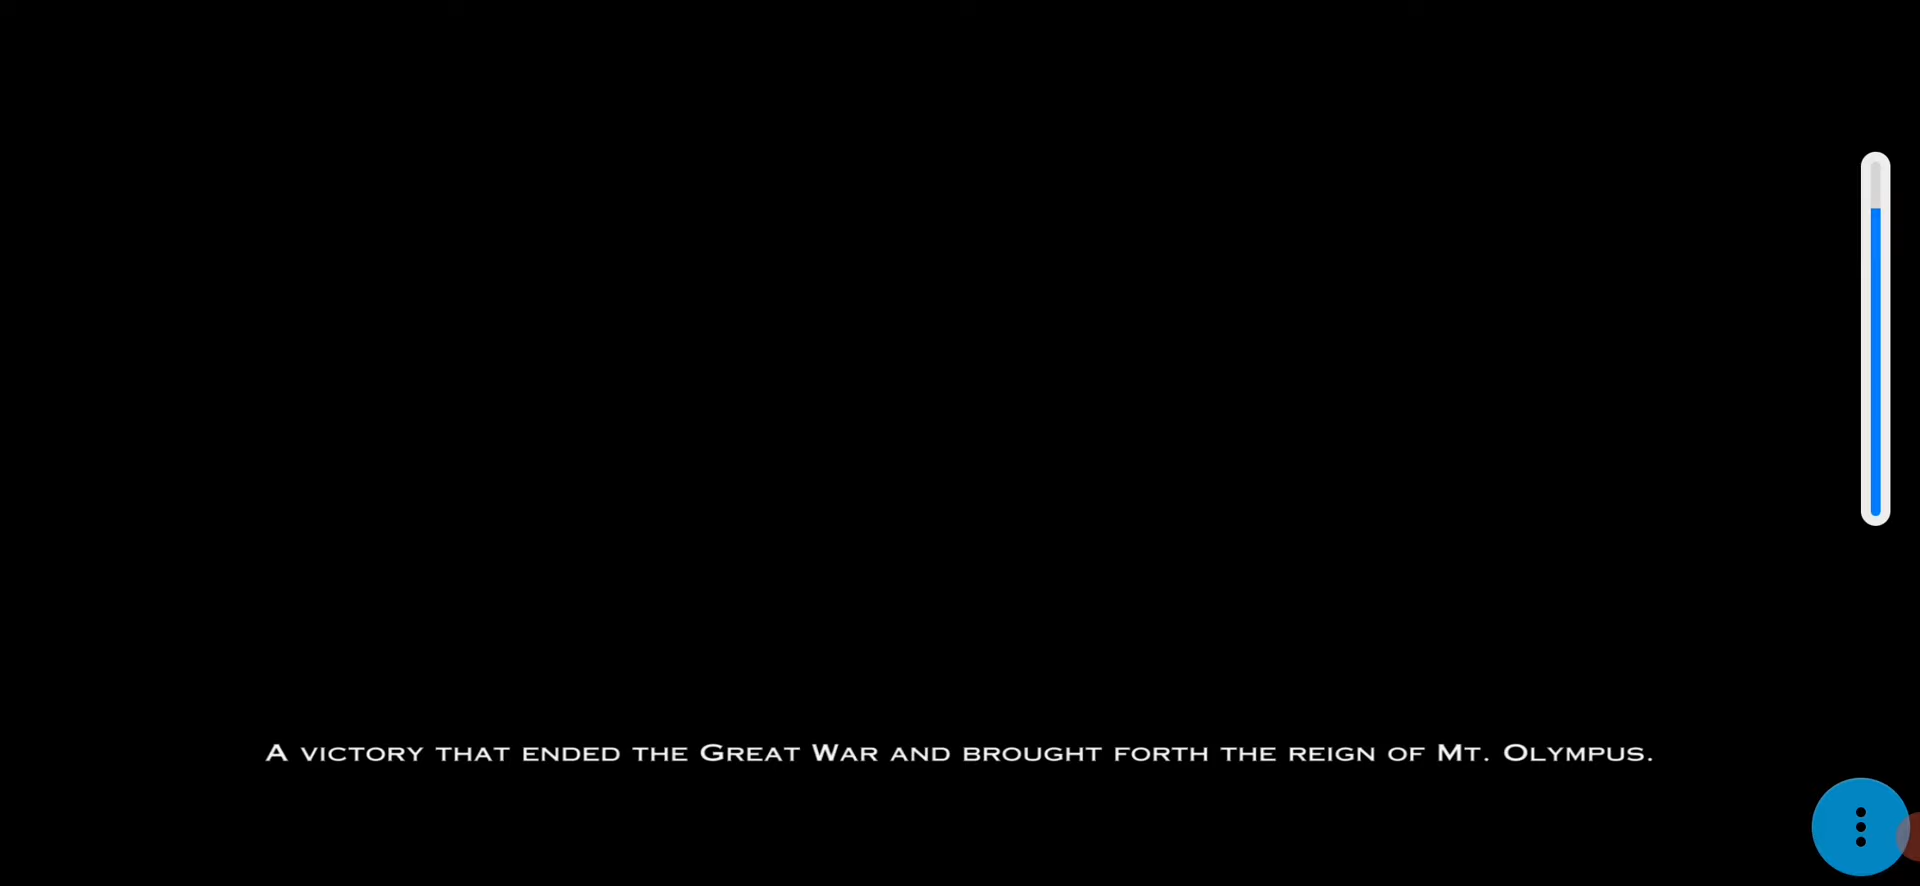 A victory that ended the Great War and brought forth the reign of Mt. Olympus.